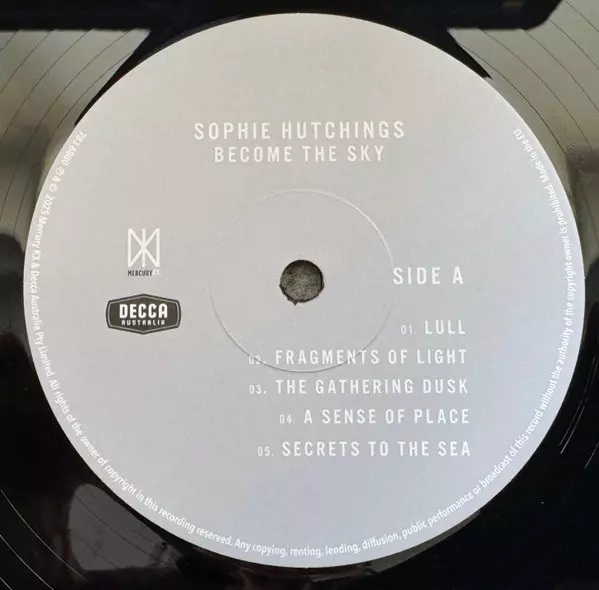 SOPHIE HUTCHINGS
BECOME THE SKY
MERCURY KX
DECCA
AUSTRALIA
SIDE A
01. LULL
02. FRAGMENTS OF LIGHT
03. THE GATHERING DUSK
04. A SENSE OF PLACE
05. SECRETS TO THE SEA
783 6880 ℗ & © 2025 Mercury KX & Decca Australia Pty Limited. All rights of the owner of copyright in this recording reserved. Any copying, renting, lending, diffusion, public performance or broadcast of this record without the authority of the copyright owner is prohibited. Made in the EU.